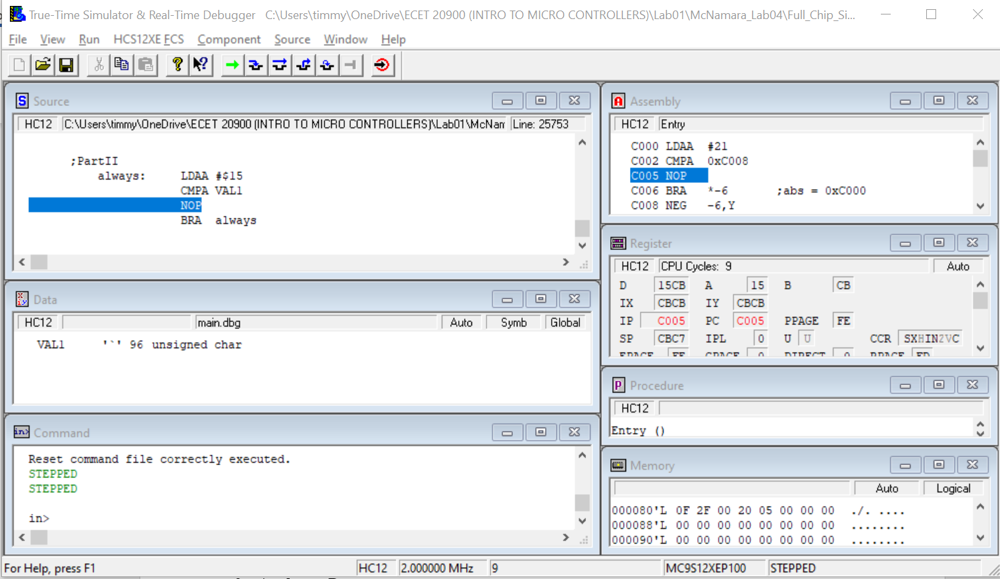 True-Time Simulator & Real-Time Debugger C:\Users\timmy\OneDrive\ECET 20900 (INTRO TO MICRO CONTROLLERS)\Lab01\McNamara_Lab04\Full_Chip_Si...
File View Run HCS12XE FCS Component Source Window Help
Source
HC12 C:\Users\timmy\OneDrive\ECET 20900 (INTRO TO MICRO CONTROLLERS)\Lab01\McNam Line: 25753
;PartII
always: LDAA #$15
CMPA VAL1
NOP
BRA always
Data
HC12 main.dbg Auto Symb Global
VAL1 '`' 96 unsigned char
Command
Reset command file correctly executed.
STEPPED
STEPPED
in>
Assembly
HC12 Entry
C000 LDAA #21
C002 CMPA 0xC008
C005 NOP
C006 BRA *-6 ;abs = 0xC000
C008 NEG -6,Y
Register
HC12 CPU Cycles: 9 Auto
D 15CB A 15 B CB
IX CBCB IY CBCB
IP C005 PC C005 PPAGE FE
SP CBC7 IPL 0 U U CCR SXHINZVC
EPAGE FE GPAGE 0 DIRECT 0 RPAGE FD
Procedure
HC12
Entry ()
Memory
Auto Logical
000080'L 0F 2F 00 20 05 00 00 00 ./. ....
000088'L 00 00 00 00 00 00 00 00 ........
000090'L 00 00 00 00 00 00 00 00 ........
For Help, press F1 HC12 2.000000 MHz 9 MC9S12XEP100 STEPPED